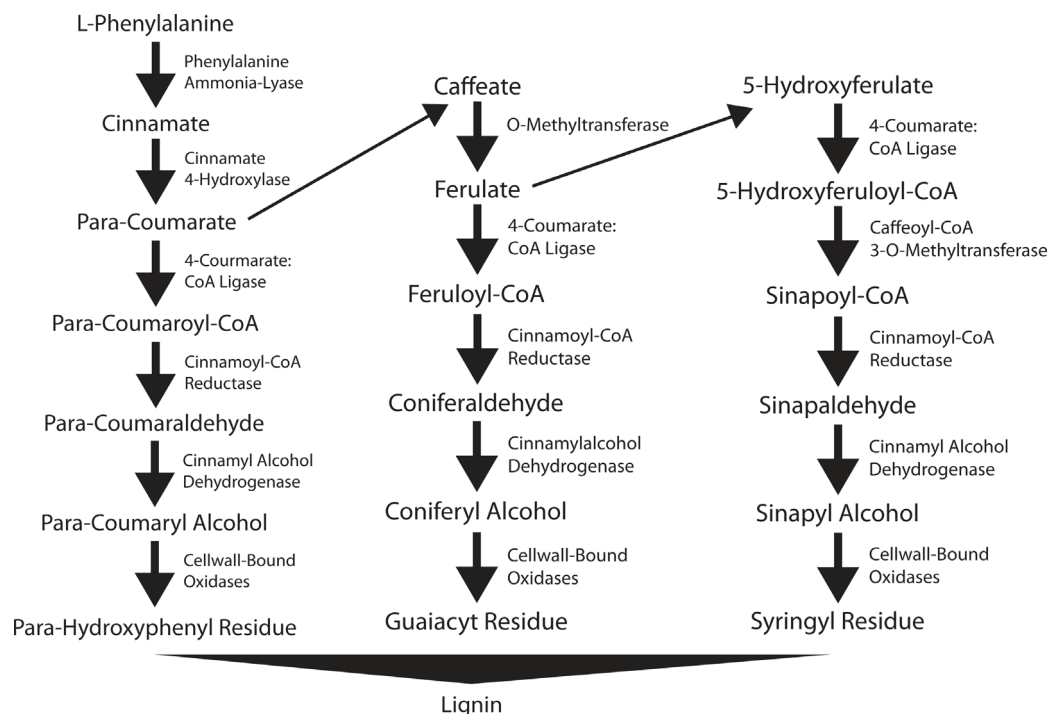 L-Phenylalanine
Phenylalanine
Ammonia-Lyase
Cinnamate
Cinnamate
4-Hydroxylase
Para-Coumarate
4-Courmarate:
CoA Ligase
Para-Coumaroyl-CoA
Cinnamoyl-CoA
Reductase
Para-Coumaraldehyde
Cinnamyl Alcohol
Dehydrogenase
Para-Coumaryl Alcohol
Cellwall-Bound
Oxidases
Para-Hydroxyphenyl Residue
Caffeate
O-Methyltransferase
Ferulate
4-Coumarate:
CoA Ligase
Feruloyl-CoA
Cinnamoyl-CoA
Reductase
Coniferaldehyde
Cinnamylalcohol
Dehydrogenase
Coniferyl Alcohol
Cellwall-Bound
Oxidases
Guaiacyt Residue
5-Hydroxyferulate
4-Coumarate:
CoA Ligase
5-Hydroxyferuloyl-CoA
Caffeoyl-CoA
3-O-Methyltransferase
Sinapoyl-CoA
Cinnamoyl-CoA
Reductase
Sinapaldehyde
Cinnamyl Alcohol
Dehydrogenase
Sinapyl Alcohol
Cellwall-Bound
Oxidases
Syringyl Residue
Lignin